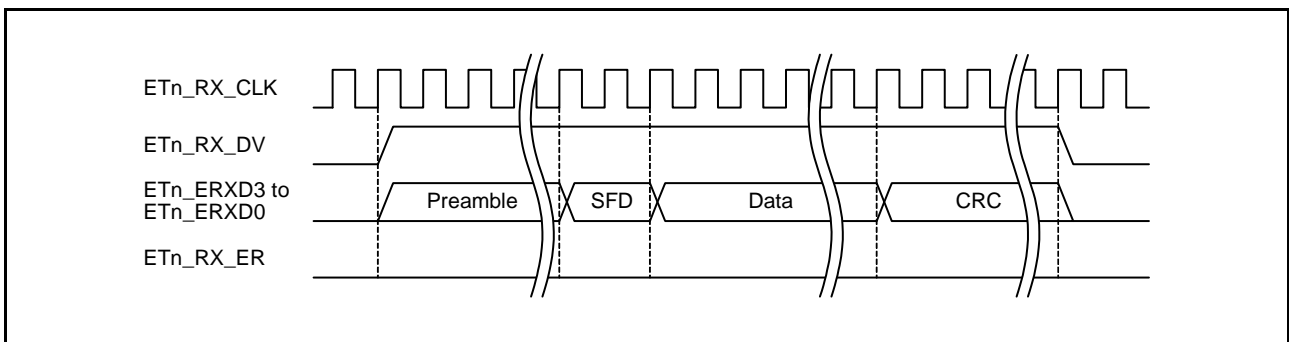 ETn_RX_CLK
ETn_RX_DV
ETn_ERXD3 to
ETn_ERXD0
Preamble SFD Data CRC
ETn_RX_ER